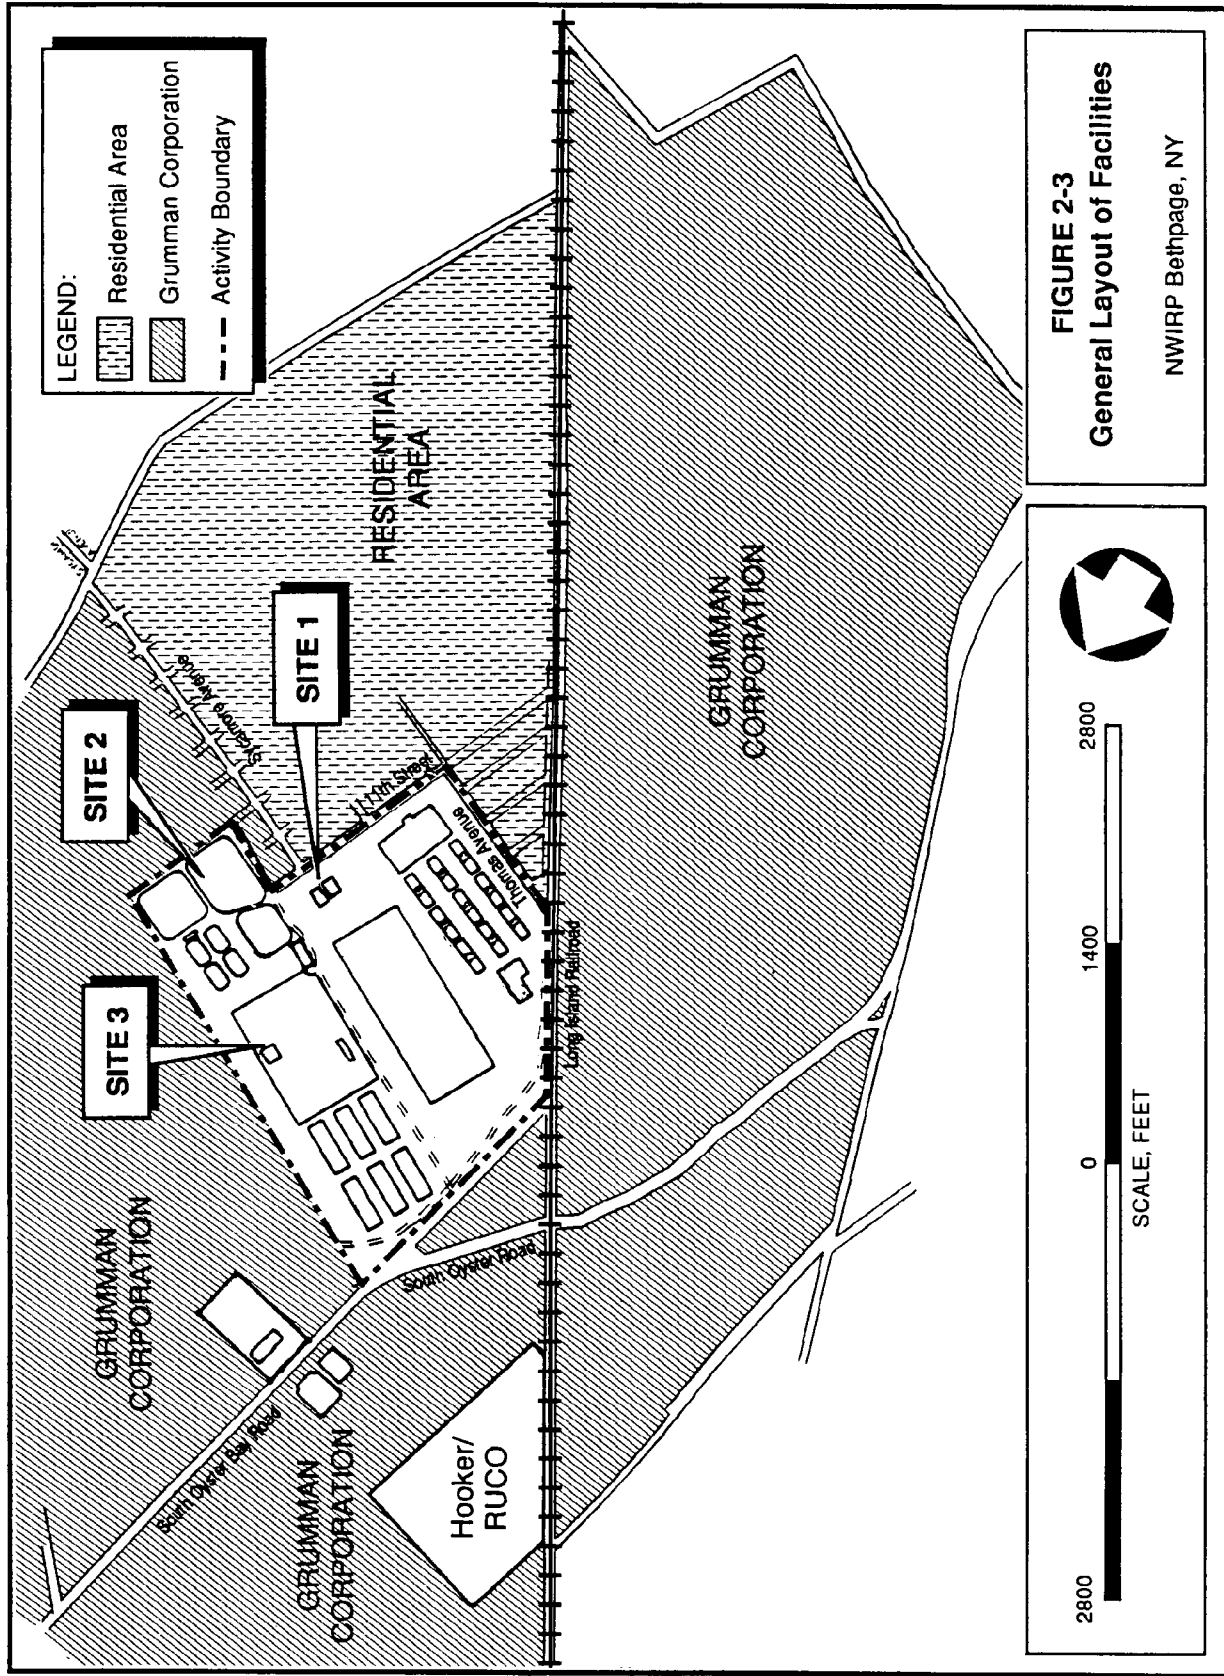 LEGEND:
Residential Area
Grumman Corporation
Activity Boundary
SITE 3
SITE 2
SITE 1
GRUMMAN
CORPORATION
Sycamore Avenue
South Oyster Bay Road
RESIDENTIAL
AREA
11th Street
Thomas Avenue
GRUMMAN
CORPORATION
South Oyster Road
Hooker/
RUCO
Long Island Railroad
GRUMMAN
CORPORATION
2800
0
1400
2800
SCALE, FEET
FIGURE 2-3
General Layout of Facilities
NWIRP Bethpage, NY